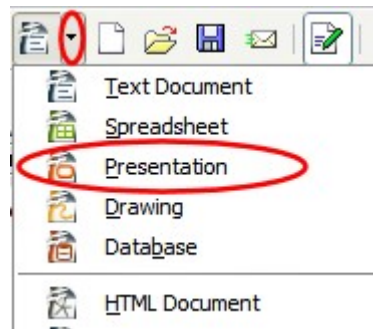 Text Document
Spreadsheet
Presentation
Drawing
Database
HTML Document